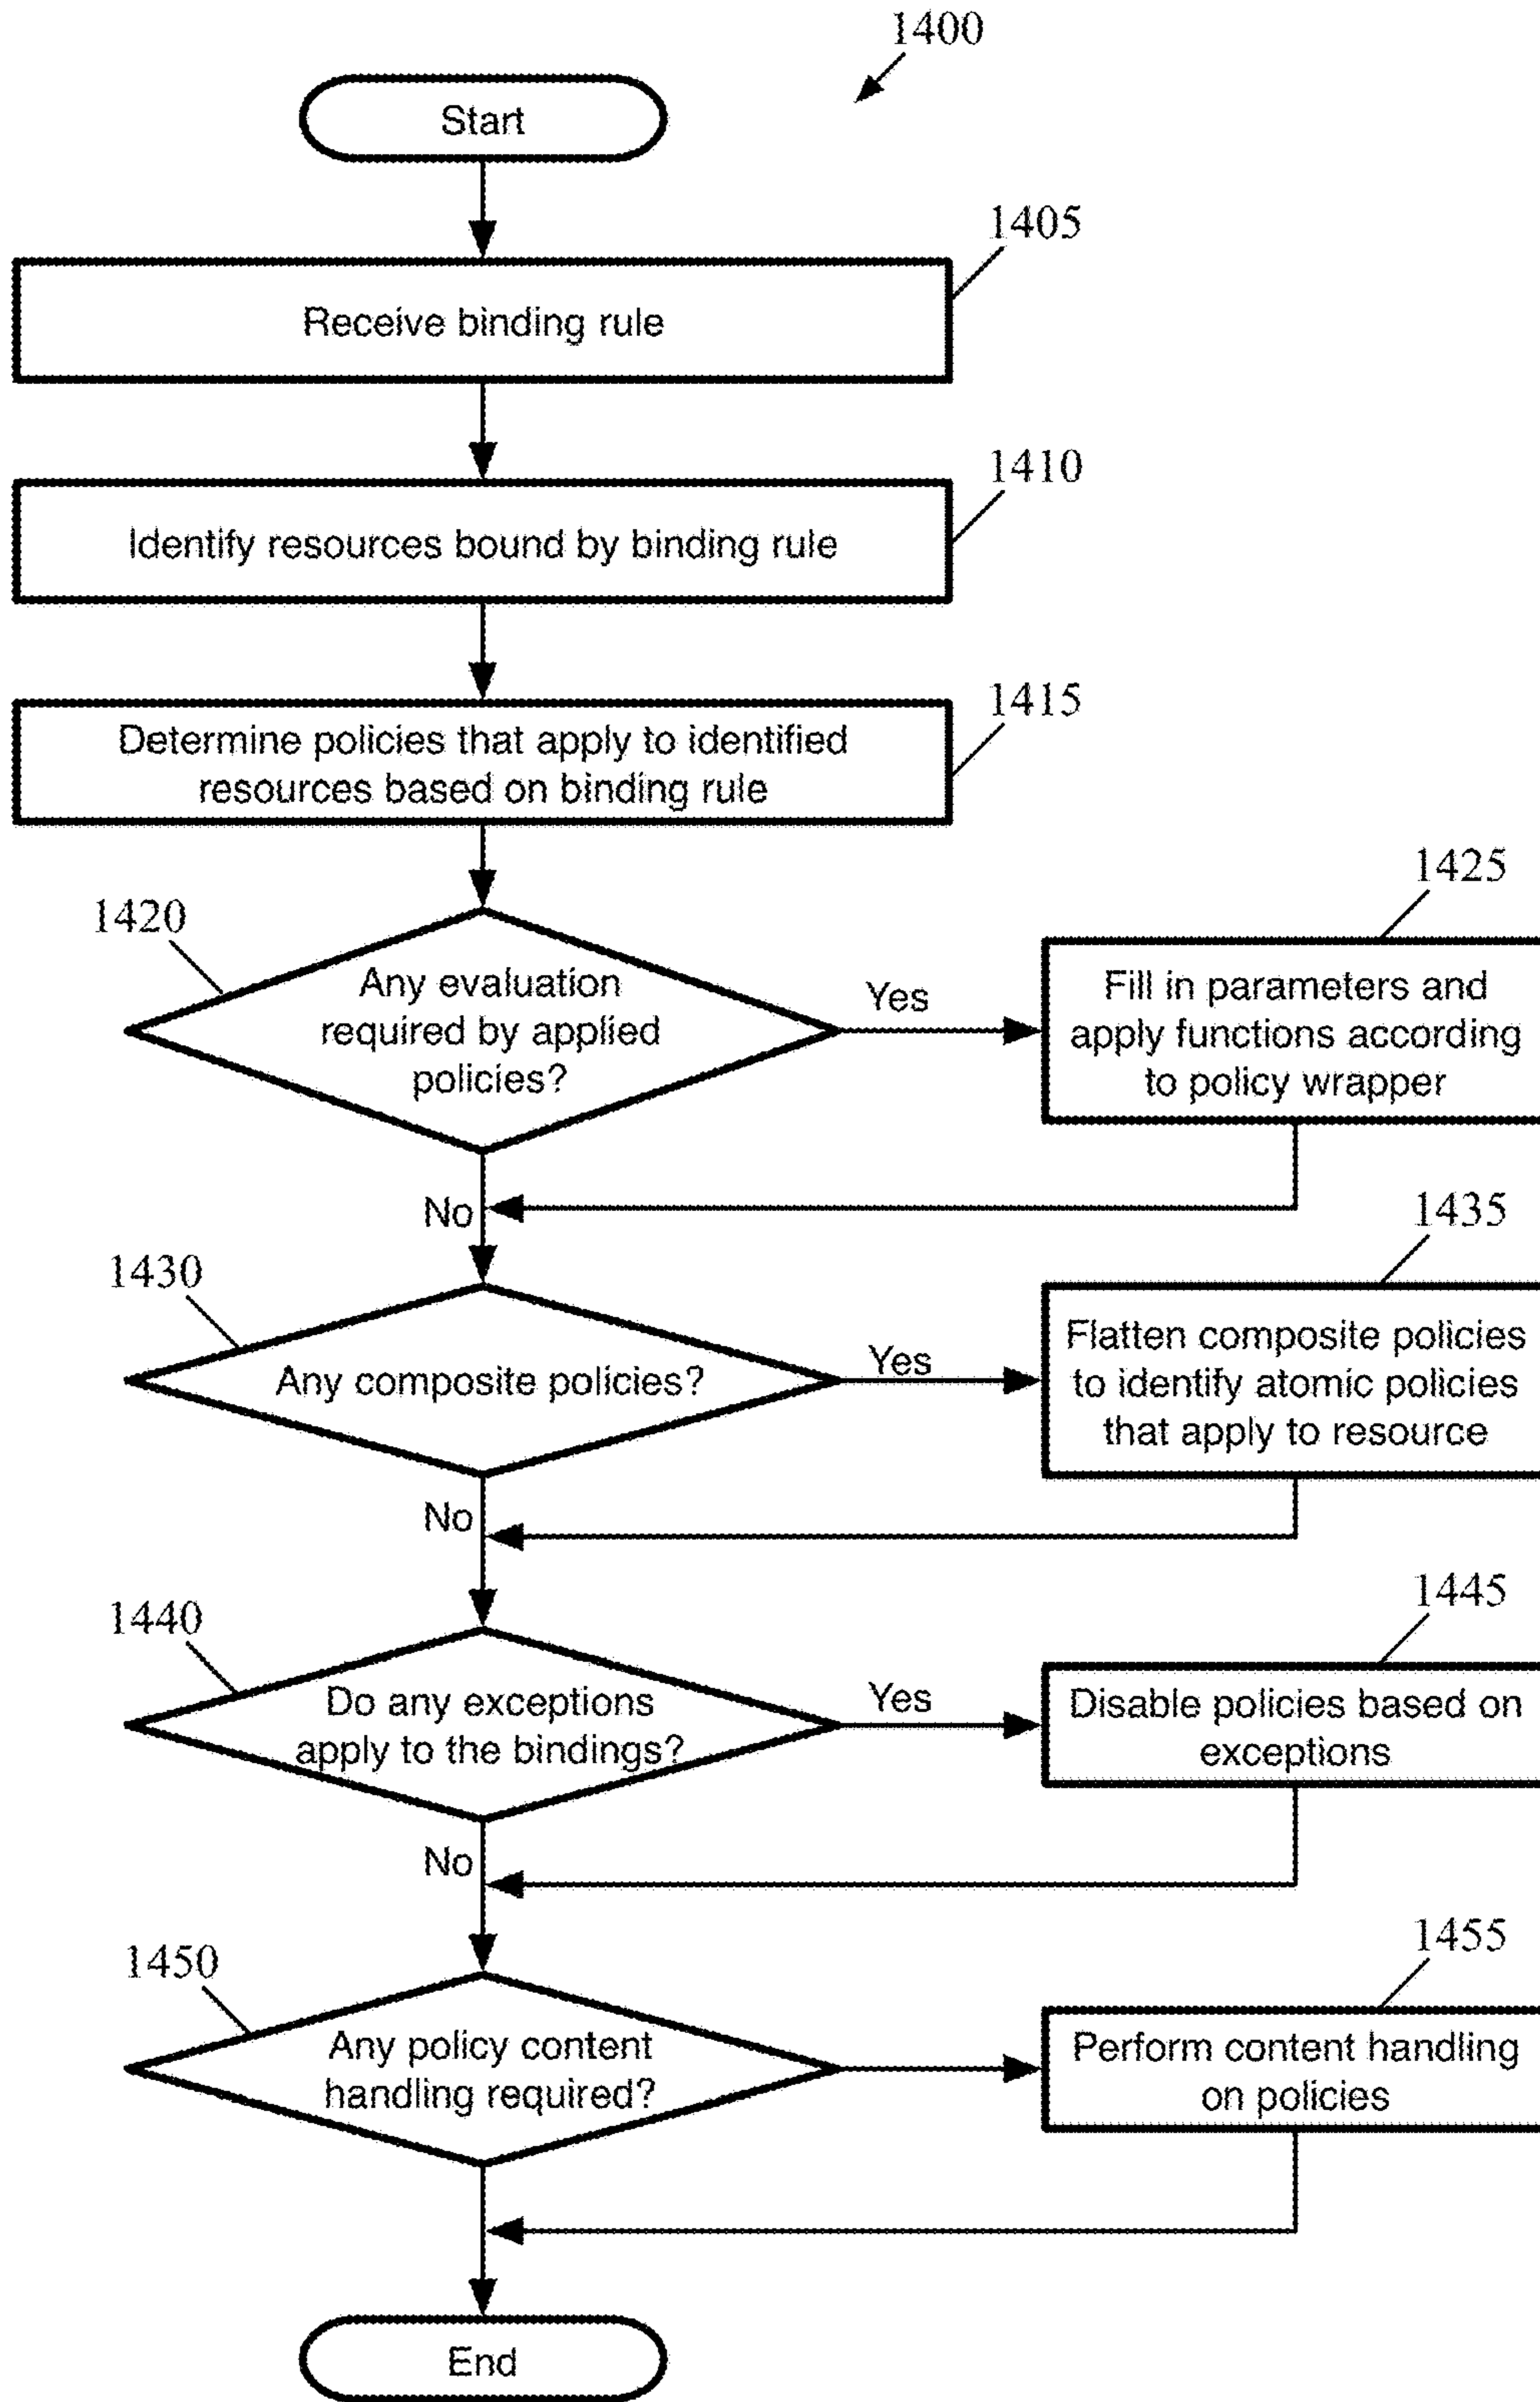 1400
Start
1405
Receive binding rule
1410
Identify resources bound by binding rule
1415
Determine policies that apply to identified
resources based on binding rule
1420
Any evaluation
required by applied
policies?
Yes
1425
Fill in parameters and
apply functions according
to policy wrapper
No
1430
Any composite policies?
Yes
1435
Flatten composite policies
to identify atomic policies
that apply to resource
No
1440
Do any exceptions
apply to the bindings?
Yes
1445
Disable policies based on
exceptions
No
1450
Any policy content
handling required?
1455
Perform content handling
on policies
End